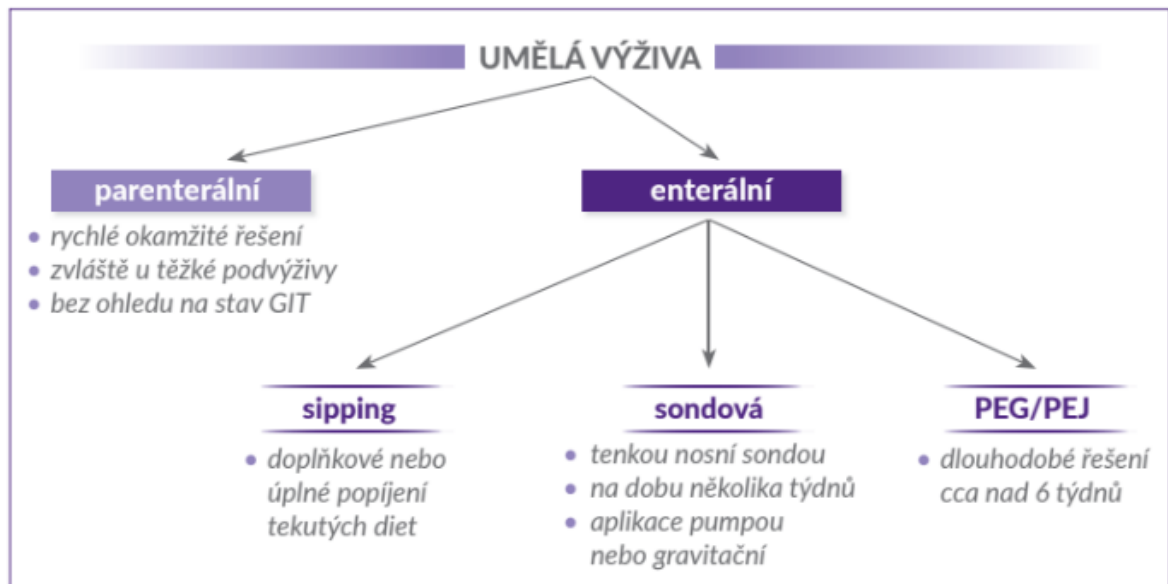 UMĚLÁ VÝŽIVA
parenterální
• rychlé okamžité řešení
• zvláště u těžké podvýživy
• bez ohledu na stav GIT
enterální
sipping
• doplňkové nebo
úplné popíjení
tekutých diet
sondová
• tenkou nosní sondou
• na dobu několika týdnů
• aplikace pumpou
nebo gravitační
PEG/PEJ
• dlouhodobé řešení
cca nad 6 týdnů